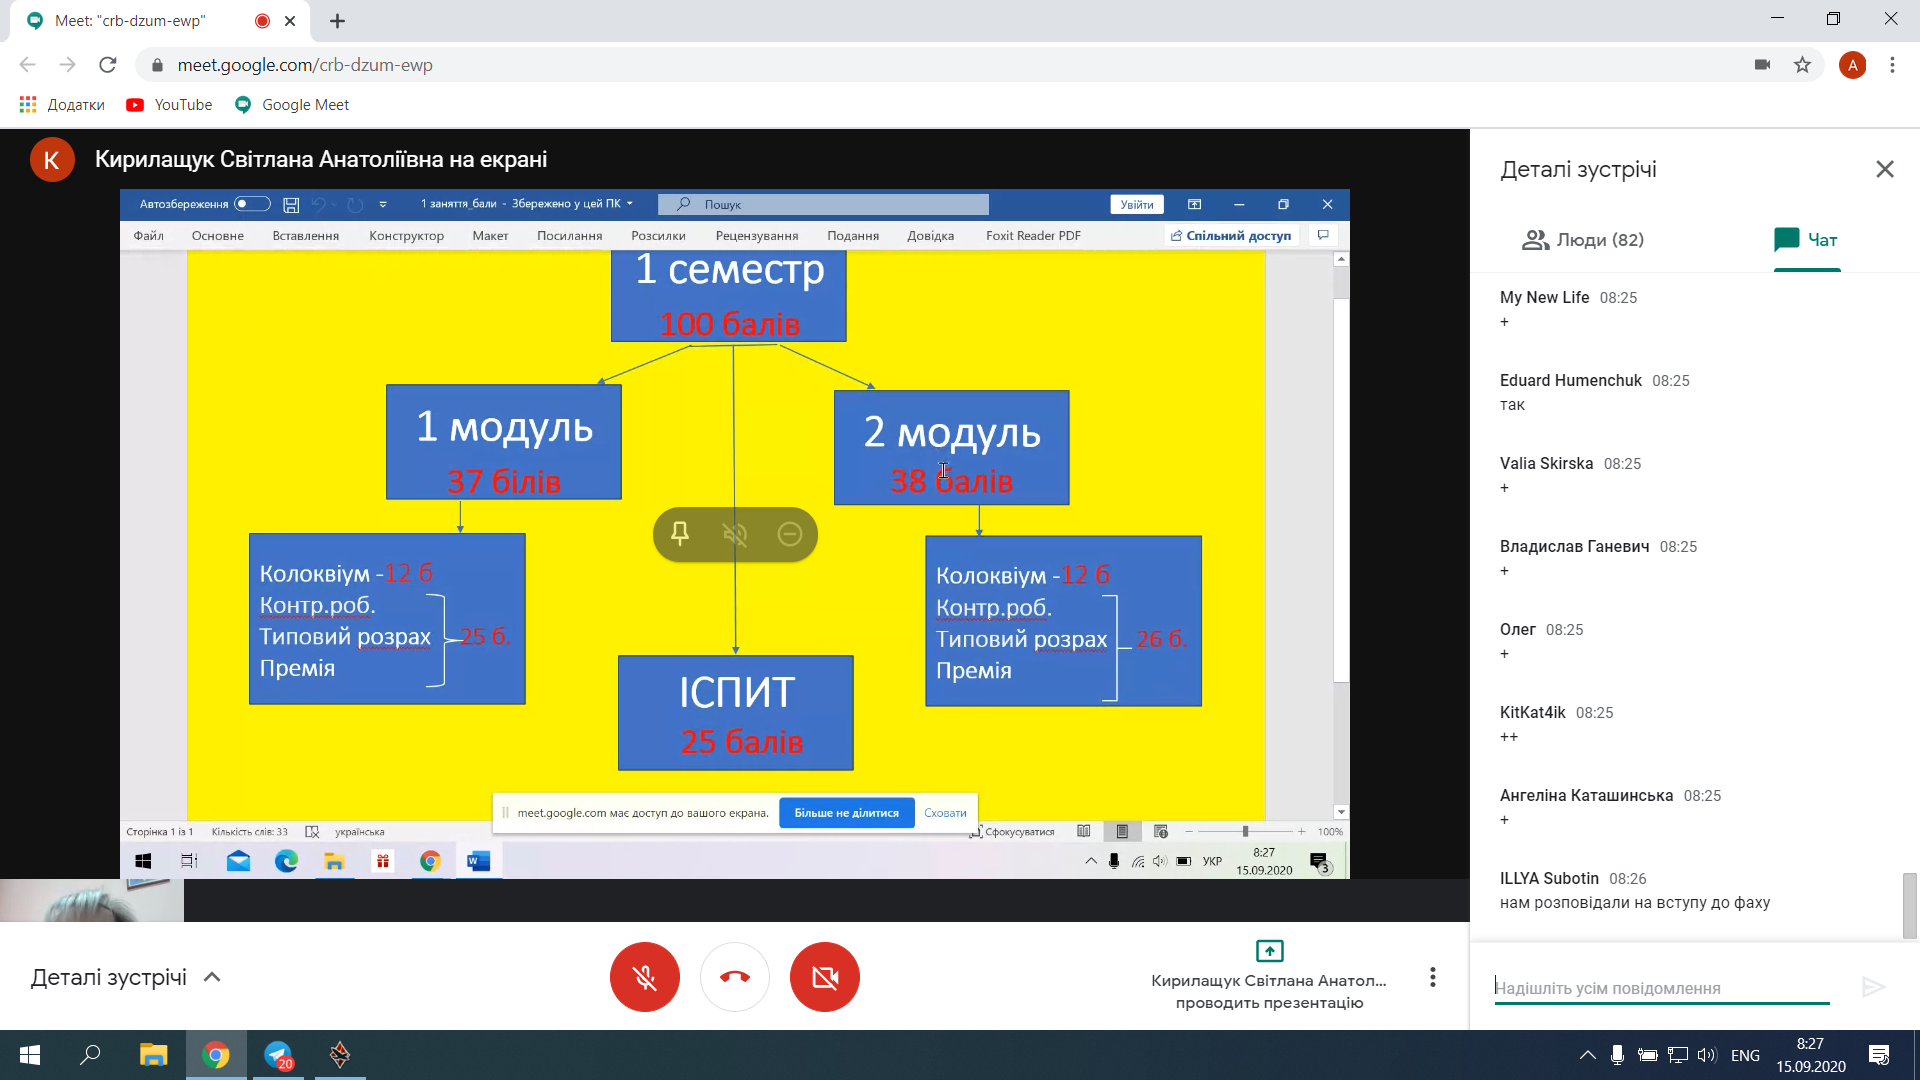 Meet: "crb-dzum-ewp"
meet.google.com/crb-dzum-ewp
A
Додатки
YouTube
Google Meet
К
Кирилащук Світлана Анатоліївна на екрані
Автозбереження
1 заняття_бали - Збережено у цей ПК
Пошук
Увійти
Файл
Основне
Вставлення
Конструктор
Макет
Посилання
Розсилки
Рецензування
Подання
Довідка
Foxit Reader PDF
Спільний доступ
1 семестр
100 балів
1 модуль
37 білів
2 модуль
38 балів
Колоквіум -12 б
Контр.роб.
Типовий розрах
25 б.
Премія
Колоквіум -12 б
Контр.роб.
Типовий розрах
26 б.
Премія
ІСПИТ
25 балів
meet.google.com має доступ до вашого екрана.
Більше не ділитися
Сховати
Сторінка 1 із 1
Кількість слів: 33
українська
Сфокусуватися
100%
УКР
8:27
15.09.2020
3
Деталі зустрічі
Кирилащук Світлана Анатол...
проводить презентацію
Деталі зустрічі
Люди (82)
Чат
My New Life 08:25
+
Eduard Humenchuk 08:25
так
Valia Skirska 08:25
+
Владислав Ганевич 08:25
+
Олег 08:25
+
KitKat4ik 08:25
++
Ангеліна Каташинська 08:25
+
ILLYA Subotin 08:26
нам розповідали на вступу до фаху
Надішліть усім повідомлення
20
ENG
8:27
15.09.2020